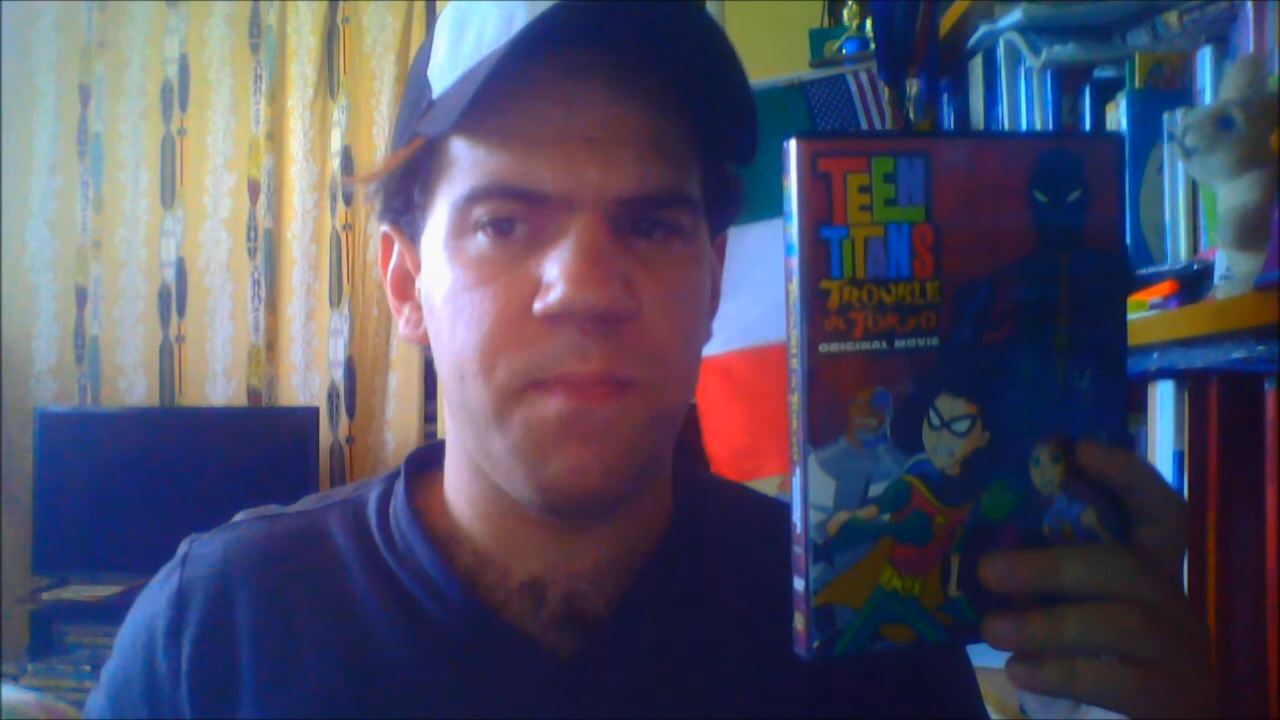 TEEN
TITANS
TROUBLE
IN TOKYO
ORIGINAL MOVIE